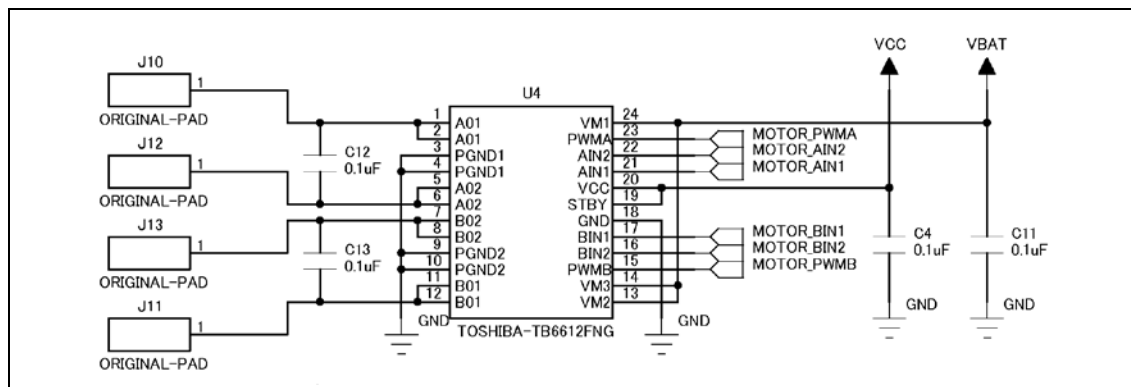 VCC VBAT
J10
1
ORIGINAL-PAD
J12
1
ORIGINAL-PAD
J13
1
ORIGINAL-PAD
J11
1
ORIGINAL-PAD
C12
0.1uF
C13
0.1uF
U4
1 A01 VM1 24
2 A01 PWMA 23 MOTOR_PWMA
3 PGND1 AIN2 22 MOTOR_AIN2
4 PGND1 AIN1 21 MOTOR_AIN1
5 A02 VCC 20
6 A02 STBY 19
7 B02 GND 18
8 B02 BIN1 17 MOTOR_BIN1
9 PGND2 BIN2 16 MOTOR_BIN2
10 PGND2 PWMB 15 MOTOR_PWMB
11 B01 VM3 14
12 B01 VM2 13
GND TOSHIBA-TB6612FNG GND
C4
0.1uF
GND
C11
0.1uF
GND